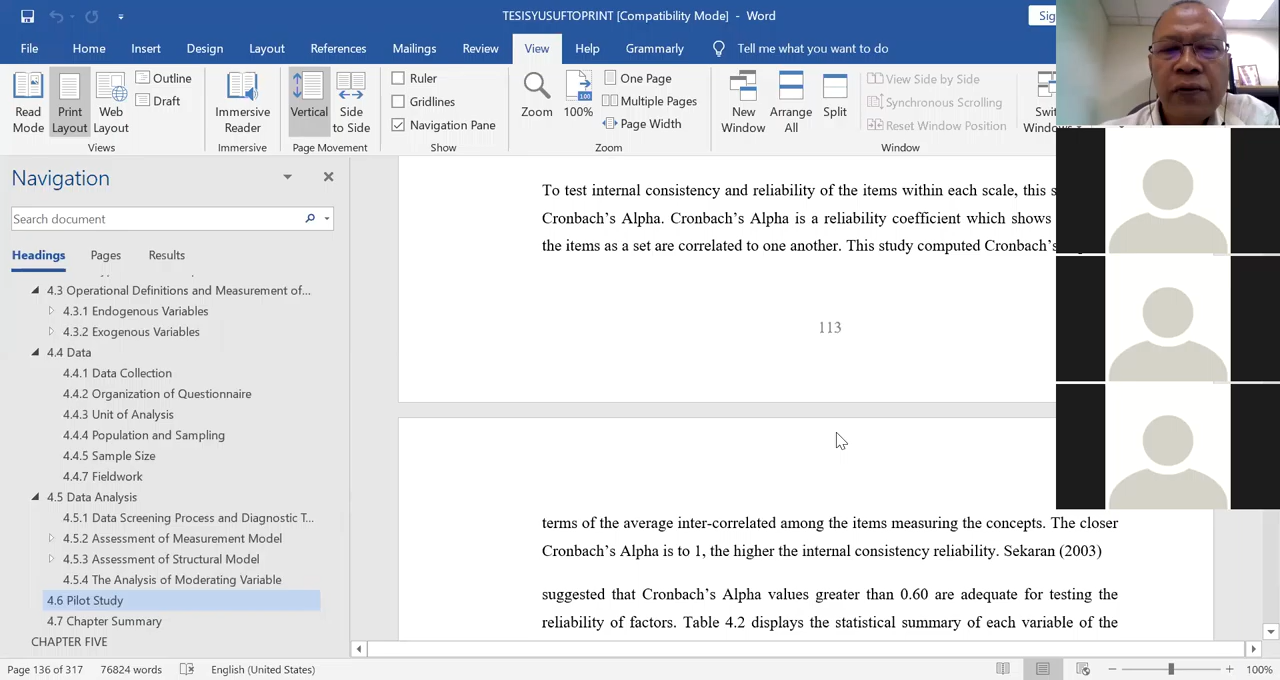 TESISYUSUFTOPRINT [Compatibility Mode] - Word
Sig
File Home Insert Design Layout References Mailings Review View Help Grammarly Tell me what you want to do
Read Mode
Print Layout
Web Layout
Outline
Draft
Views
Immersive Reader
Immersive
Vertical
Side to Side
Page Movement
Ruler
Gridlines
Navigation Pane
Show
Zoom
100
100%
One Page
Multiple Pages
Page Width
Zoom
New Window
Arrange All
Split
View Side by Side
Synchronous Scrolling
Reset Window Position
Window
Navigation
Search document
Headings Pages Results
4.3 Operational Definitions and Measurement of...
4.3.1 Endogenous Variables
4.3.2 Exogenous Variables
4.4 Data
4.4.1 Data Collection
4.4.2 Organization of Questionnaire
4.4.3 Unit of Analysis
4.4.4 Population and Sampling
4.4.5 Sample Size
4.4.7 Fieldwork
4.5 Data Analysis
4.5.1 Data Screening Process and Diagnostic T...
4.5.2 Assessment of Measurement Model
4.5.3 Assessment of Structural Model
4.5.4 The Analysis of Moderating Variable
4.6 Pilot Study
4.7 Chapter Summary
CHAPTER FIVE
To test internal consistency and reliability of the items within each scale, this s
Cronbach's Alpha. Cronbach's Alpha is a reliability coefficient which shows
the items as a set are correlated to one another. This study computed Cronbach's
113
terms of the average inter-correlated among the items measuring the concepts. The closer
Cronbach's Alpha is to 1, the higher the internal consistency reliability. Sekaran (2003)
suggested that Cronbach's Alpha values greater than 0.60 are adequate for testing the
reliability of factors. Table 4.2 displays the statistical summary of each variable of the
Page 136 of 317 76824 words English (United States) 100%